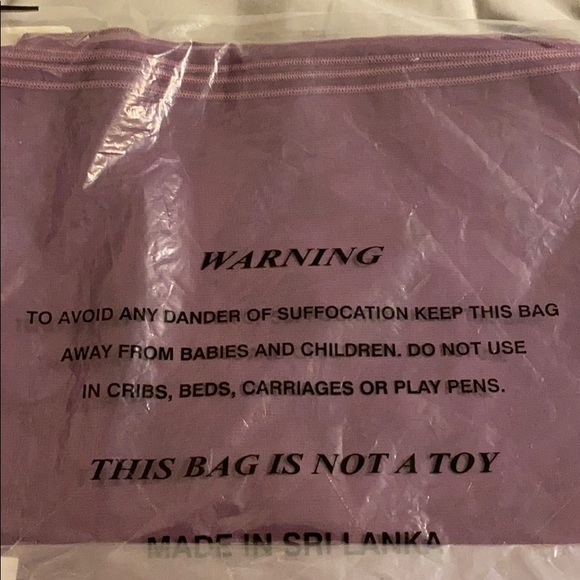 WARNING
TO AVOID ANY DANDER OF SUFFOCATION KEEP THIS BAG
AWAY FROM BABIES AND CHILDREN. DO NOT USE
IN CRIBS, BEDS, CARRIAGES OR PLAY PENS.
THIS BAG IS NOT A TOY
MADE IN SRI LANKA